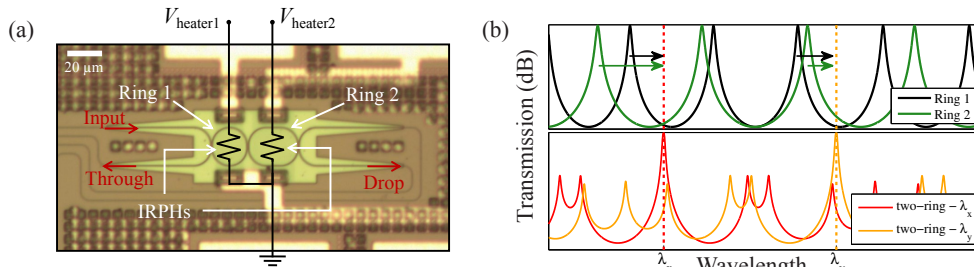 (a)
V_heater1
V_heater2
20 µm
Ring 1
Ring 2
Input
Through
Drop
IRPHs
(b)
Transmission (dB)
Ring 1
Ring 2
two-ring - λ_x
two-ring - λ_y
Wavelength